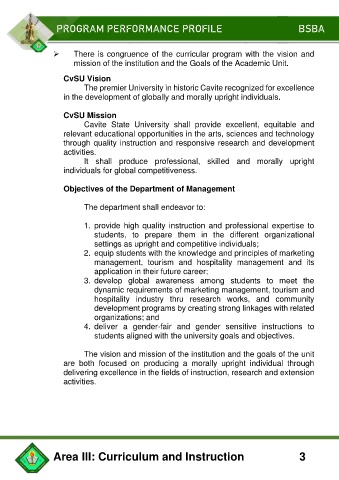 PROGRAM PERFORMANCE PROFILE BSBA
➢ There is congruence of the curricular program with the vision and
mission of the institution and the Goals of the Academic Unit.
CvSU Vision
The premier University in historic Cavite recognized for excellence
in the development of globally and morally upright individuals.
CvSU Mission
Cavite State University shall provide excellent, equitable and
relevant educational opportunities in the arts, sciences and technology
through quality instruction and responsive research and development
activities.
It shall produce professional, skilled and morally upright
individuals for global competitiveness.
Objectives of the Department of Management
The department shall endeavor to:
1. provide high quality instruction and professional expertise to
students, to prepare them in the different organizational
settings as upright and competitive individuals;
2. equip students with the knowledge and principles of marketing
management, tourism and hospitality management and its
application in their future career;
3. develop global awareness among students to meet the
dynamic requirements of marketing management, tourism and
hospitality industry thru research works, and community
development programs by creating strong linkages with related
organizations; and
4. deliver a gender-fair and gender sensitive instructions to
students aligned with the university goals and objectives.
The vision and mission of the institution and the goals of the unit
are both focused on producing a morally upright individual through
delivering excellence in the fields of instruction, research and extension
activities.
Area III: Curriculum and Instruction 3